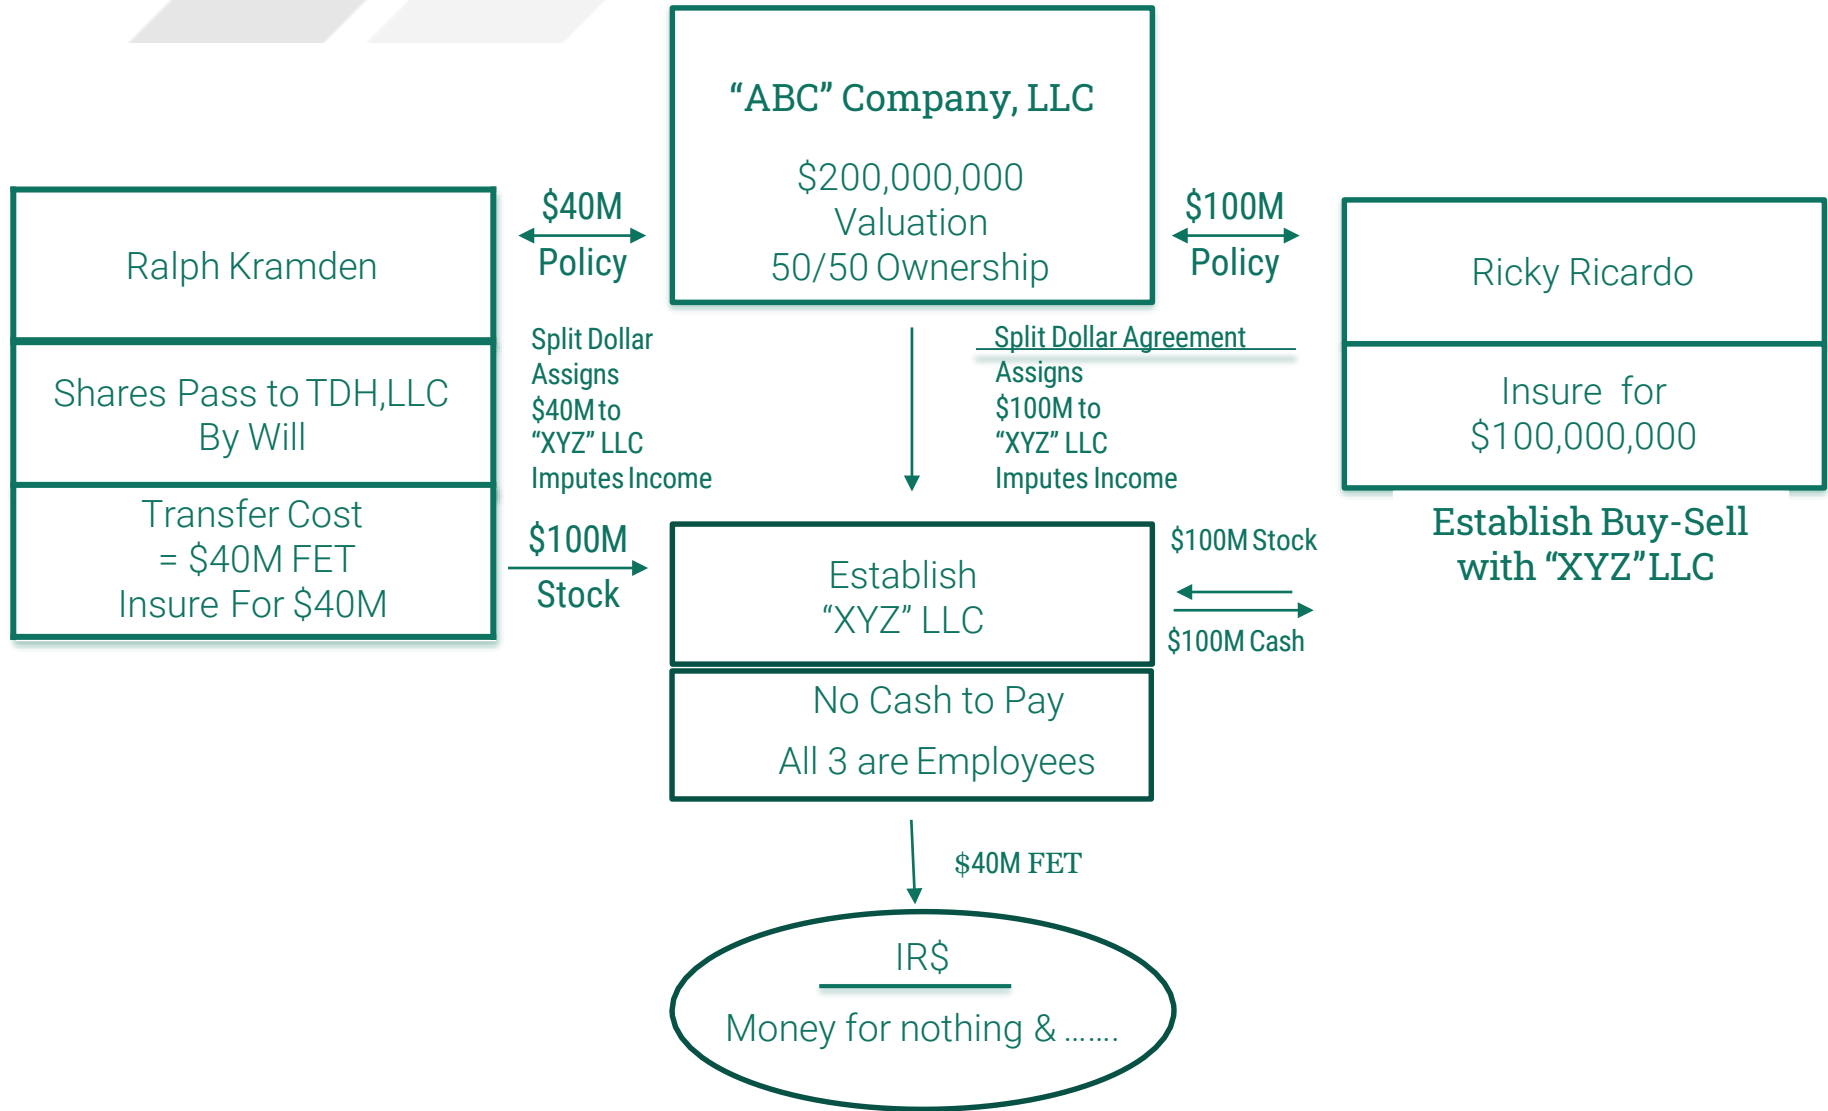 “ABC” Company, LLC
$200,000,000
Valuation
50/50 Ownership
$40M
Policy
$100M
Policy
Ralph Kramden
Shares Pass to TDH,LLC
By Will
Transfer Cost
= $40M FET
Insure For $40M
Split Dollar
Assigns
$40M to
“XYZ” LLC
Imputes Income
Split Dollar Agreement
Assigns
$100M to
“XYZ” LLC
Imputes Income
Ricky Ricardo
Insure for
$100,000,000
Establish Buy-Sell
with “XYZ”LLC
$100M
Stock
Establish
“XYZ” LLC
$100M Stock
$100M Cash
No Cash to Pay
All 3 are Employees
$40M FET
IR$
Money for nothing & .......